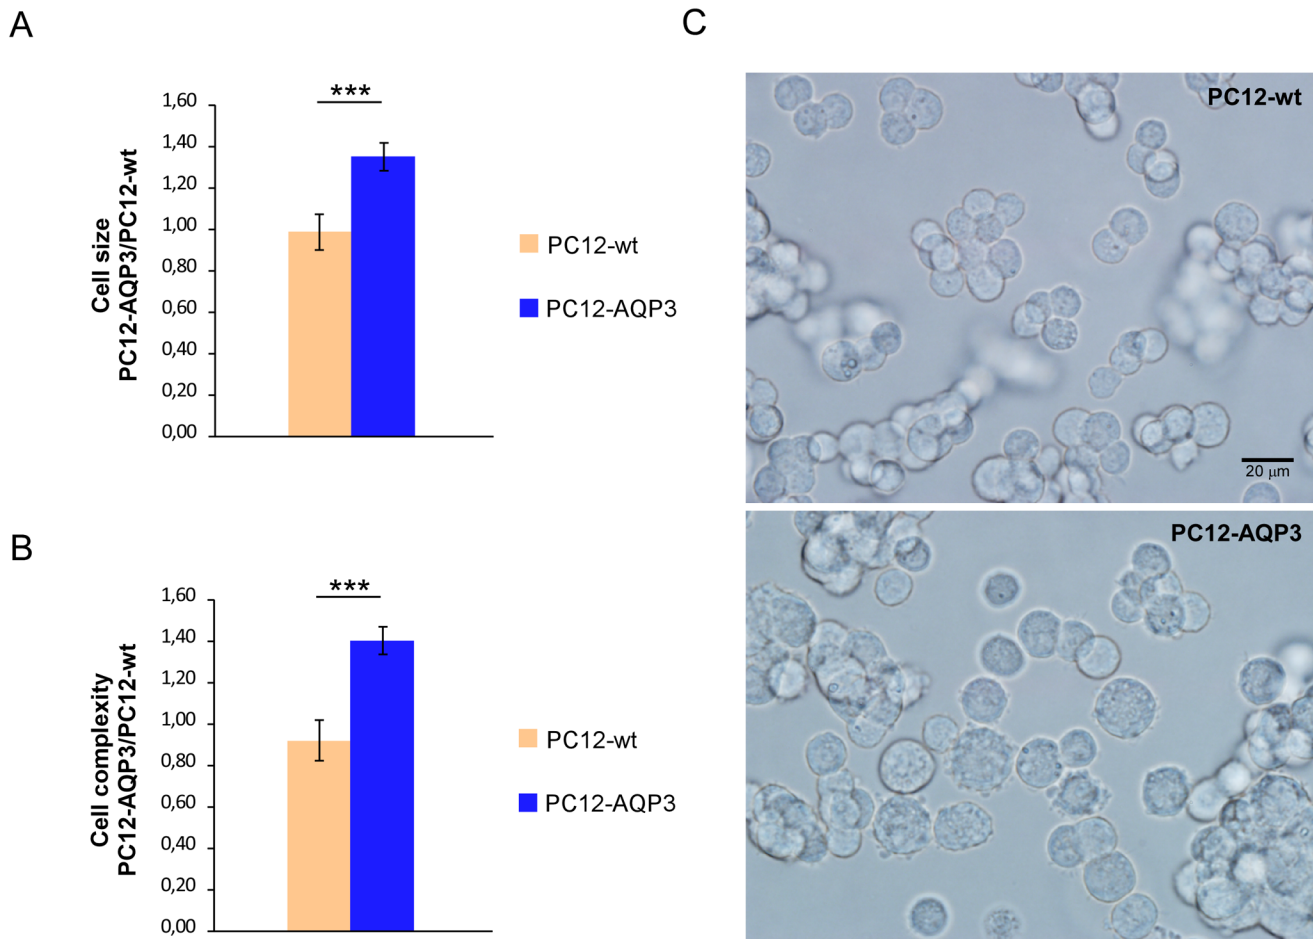 A
***
1,60
1,40
1,20
1,00
0,80
0,60
0,40
0,20
0,00
Cell size
PC12-AQP3/PC12-wt
PC12-wt
PC12-AQP3
B
***
1,60
1,40
1,20
1,00
0,80
0,60
0,40
0,20
0,00
Cell complexity
PC12-AQP3/PC12-wt
PC12-wt
PC12-AQP3
C
PC12-wt
20 μm
PC12-AQP3